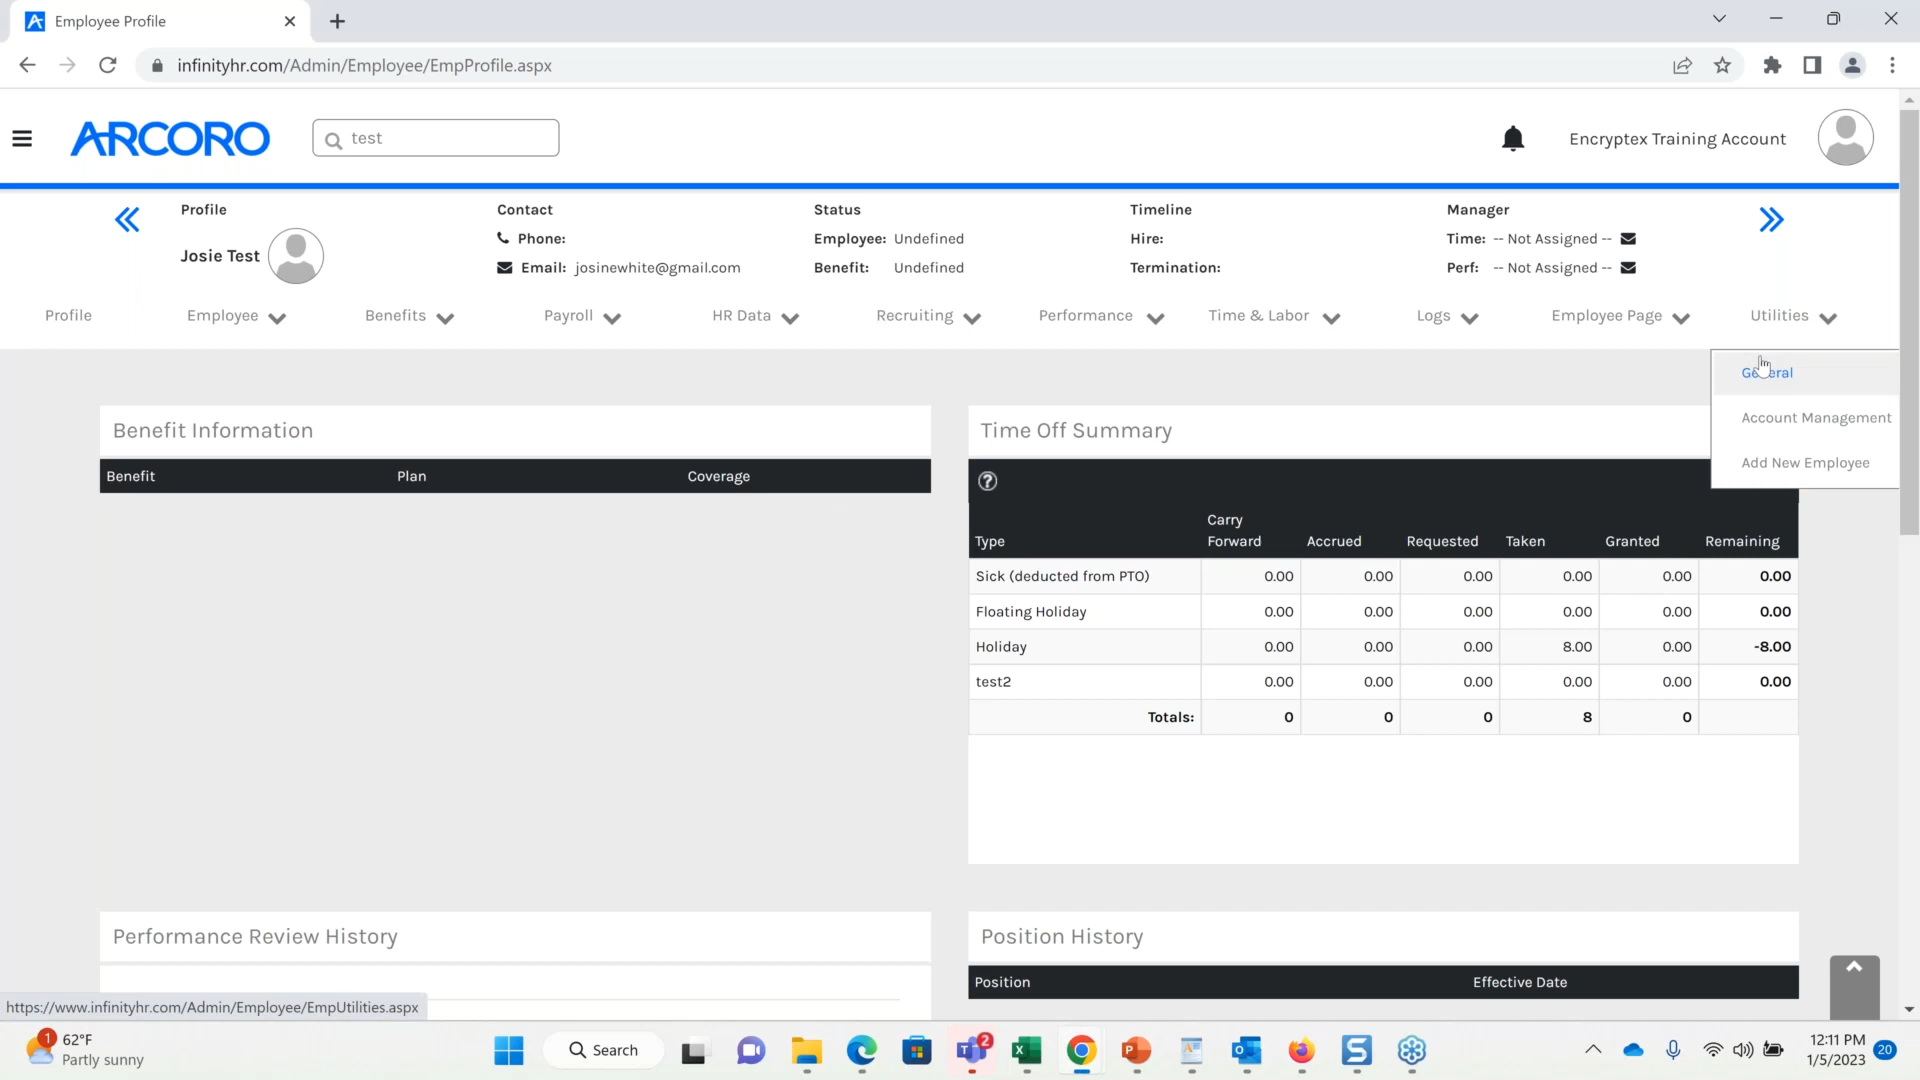 Employee Profile
infinityhr.com/Admin/Employee/EmpProfile.aspx
ARCORO
test
Encryptex Training Account
Profile
Contact
Status
Timeline
Manager
Josie Test
Phone:
Employee: Undefined
Hire:
Time: -- Not Assigned --
Email: josinewhite@gmail.com
Benefit: Undefined
Termination:
Perf: -- Not Assigned --
Profile Employee Benefits Payroll HR Data Recruiting Performance Time & Labor Logs Employee Page Utilities
General
Account Management
Add New Employee
Benefit Information
Benefit Plan Coverage
Time Off Summary
?
Type Carry Forward Accrued Requested Taken Granted Remaining
Sick (deducted from PTO) 0.00 0.00 0.00 0.00 0.00 0.00
Floating Holiday 0.00 0.00 0.00 0.00 0.00 0.00
Holiday 0.00 0.00 0.00 8.00 0.00 -8.00
test2 0.00 0.00 0.00 0.00 0.00 0.00
Totals: 0 0 0 8 0
Performance Review History
Position History
Position Effective Date
https://www.infinityhr.com/Admin/Employee/EmpUtilities.aspx
1
62°F
Partly sunny
Search
2
12:11 PM
1/5/2023
20